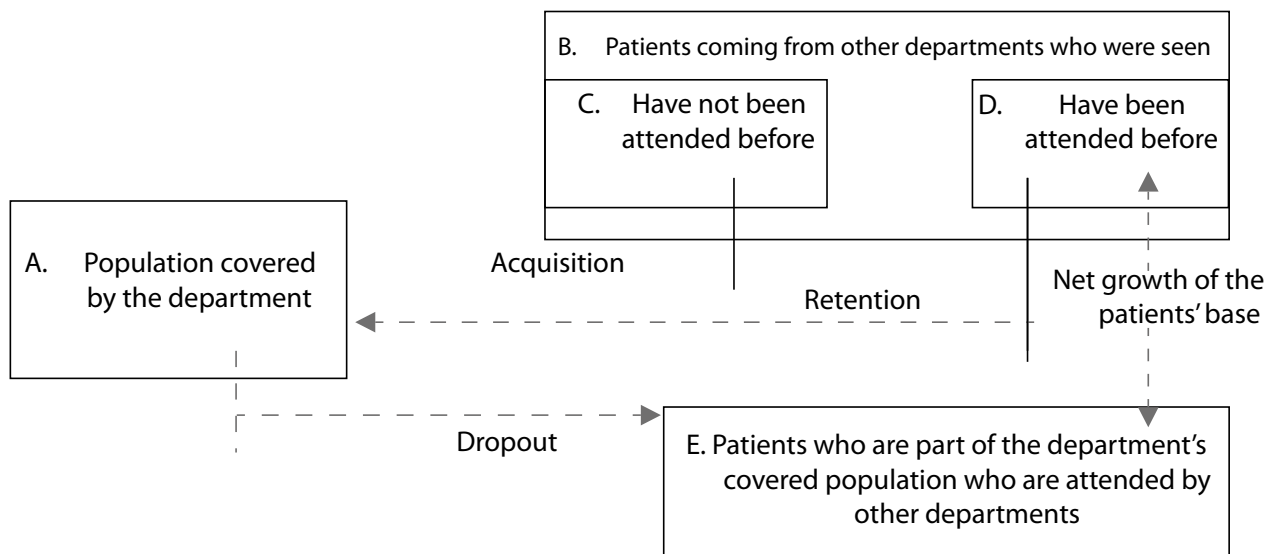 B. Patients coming from other departments who were seen
C. Have not been
attended before
D. Have been
attended before
A. Population covered
by the department
Acquisition
Retention
Net growth of the
patients’ base
Dropout
E. Patients who are part of the department’s
covered population who are attended by
other departments